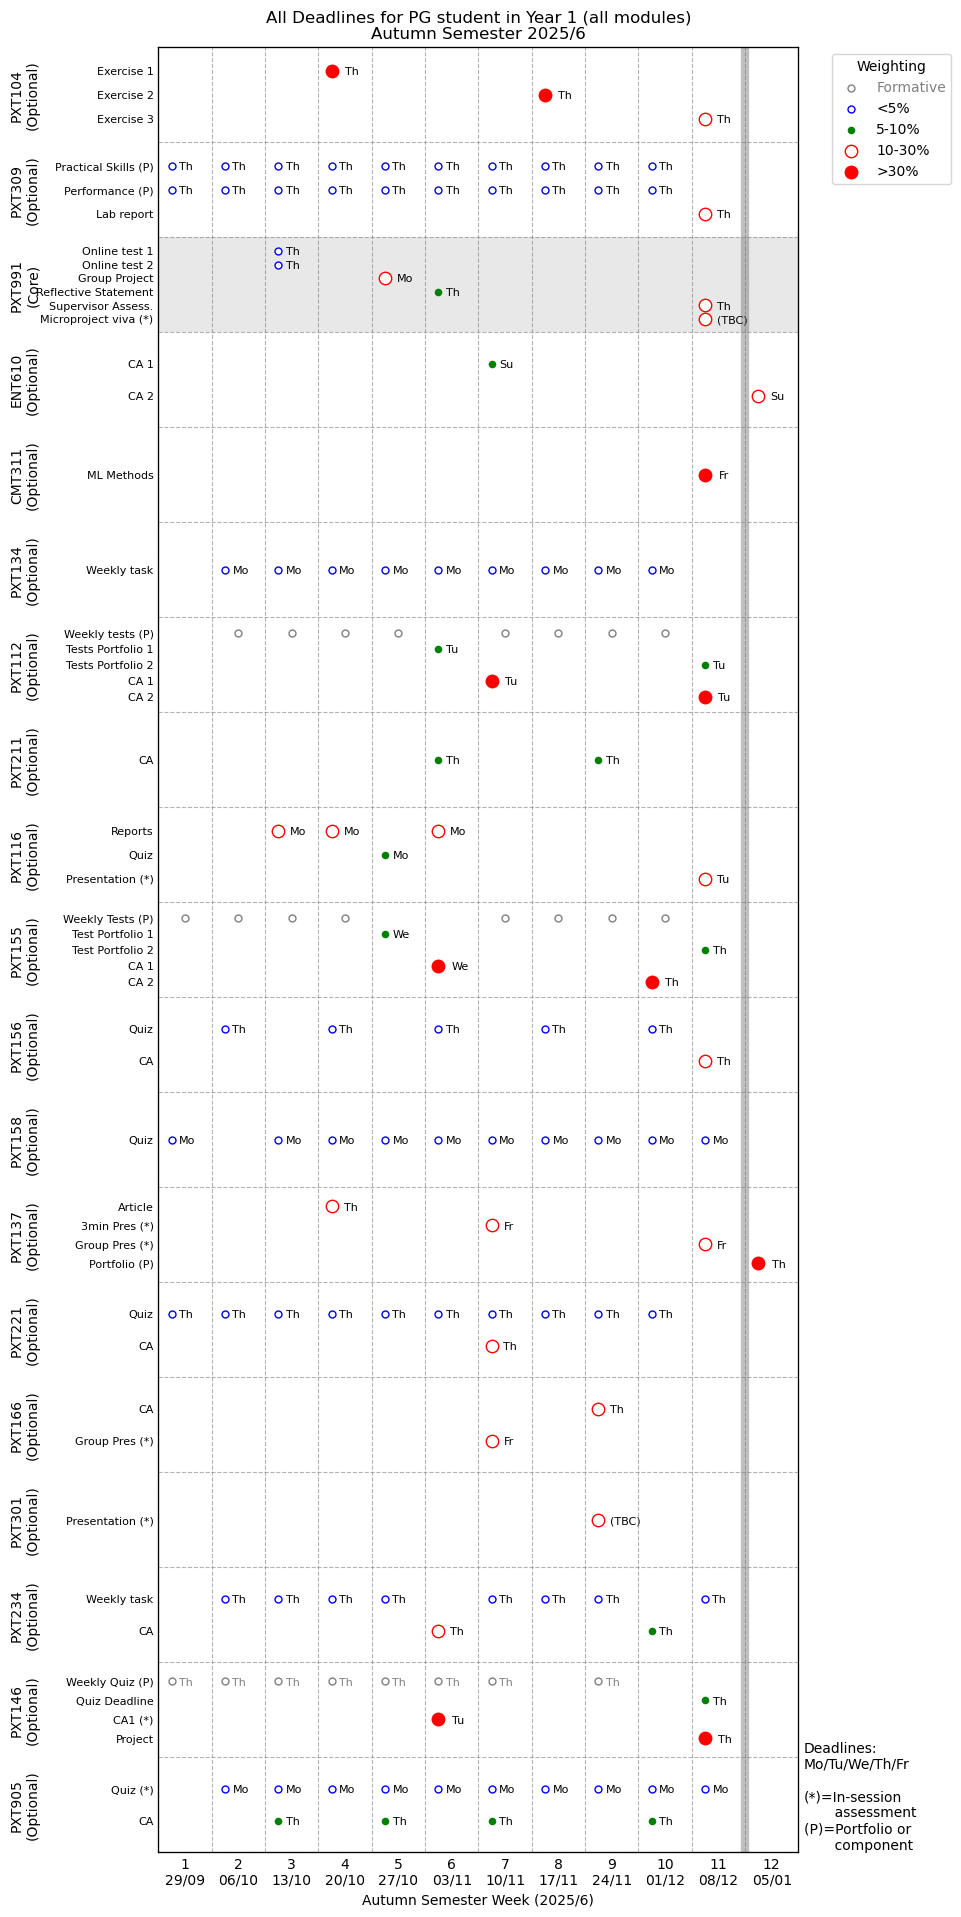 All Deadlines for PG student in Year 1 (all modules)
Autumn Semester 2025/6
Weighting
Formative
<5%
5-10%
10-30%
>30%
PXT104
(Optional)
Exercise 1 Th
Exercise 2 Th
Exercise 3 Th
PXT309
(Optional)
Practical Skills (P) Th Th Th Th Th Th Th Th Th Th
Performance (P) Th Th Th Th Th Th Th Th Th Th
Lab report Th
PXT991
(Core)
Online test 1 Th
Online test 2 Th
Group Project Mo
Reflective Statement Th
Supervisor Assess. Th
Microproject viva (*) (TBC)
ENT610
(Optional)
CA 1 Su
CA 2 Su
CMT311
(Optional)
ML Methods Fr
PXT134
(Optional)
Weekly task Mo Mo Mo Mo Mo Mo Mo Mo Mo
PXT112
(Optional)
Weekly tests (P)
Tests Portfolio 1 Tu
Tests Portfolio 2 Tu
CA 1 Tu
CA 2 Tu
PXT211
(Optional)
CA Th Th
PXT116
(Optional)
Reports Mo Mo Mo
Quiz Mo
Presentation (*) Tu
PXT155
(Optional)
Weekly Tests (P)
Test Portfolio 1 We
Test Portfolio 2 Th
CA 1 We
CA 2 Th
PXT156
(Optional)
Quiz Th Th Th Th Th
CA Th
PXT158
(Optional)
Quiz Mo Mo Mo Mo Mo Mo Mo Mo Mo Mo
PXT137
(Optional)
Article Th
3min Pres (*) Fr
Group Pres (*) Fr
Portfolio (P) Th
PXT221
(Optional)
Quiz Th Th Th Th Th Th Th Th Th Th
CA Th
PXT166
(Optional)
CA Th
Group Pres (*) Fr
PXT301
(Optional)
Presentation (*) (TBC)
PXT234
(Optional)
Weekly task Th Th Th Th Th Th Th Th
CA Th Th
PXT146
(Optional)
Weekly Quiz (P) Th Th Th Th Th Th Th Th
Quiz Deadline Th
CA1 (*) Tu
Project Th
PXT905
(Optional)
Quiz (*) Mo Mo Mo Mo Mo Mo Mo Mo Mo Mo
CA Th Th Th Th
Deadlines:
Mo/Tu/We/Th/Fr
(*)=In-session
assessment
(P)=Portfolio or
component
1 2 3 4 5 6 7 8 9 10 11 12
29/09 06/10 13/10 20/10 27/10 03/11 10/11 17/11 24/11 01/12 08/12 05/01
Autumn Semester Week (2025/6)